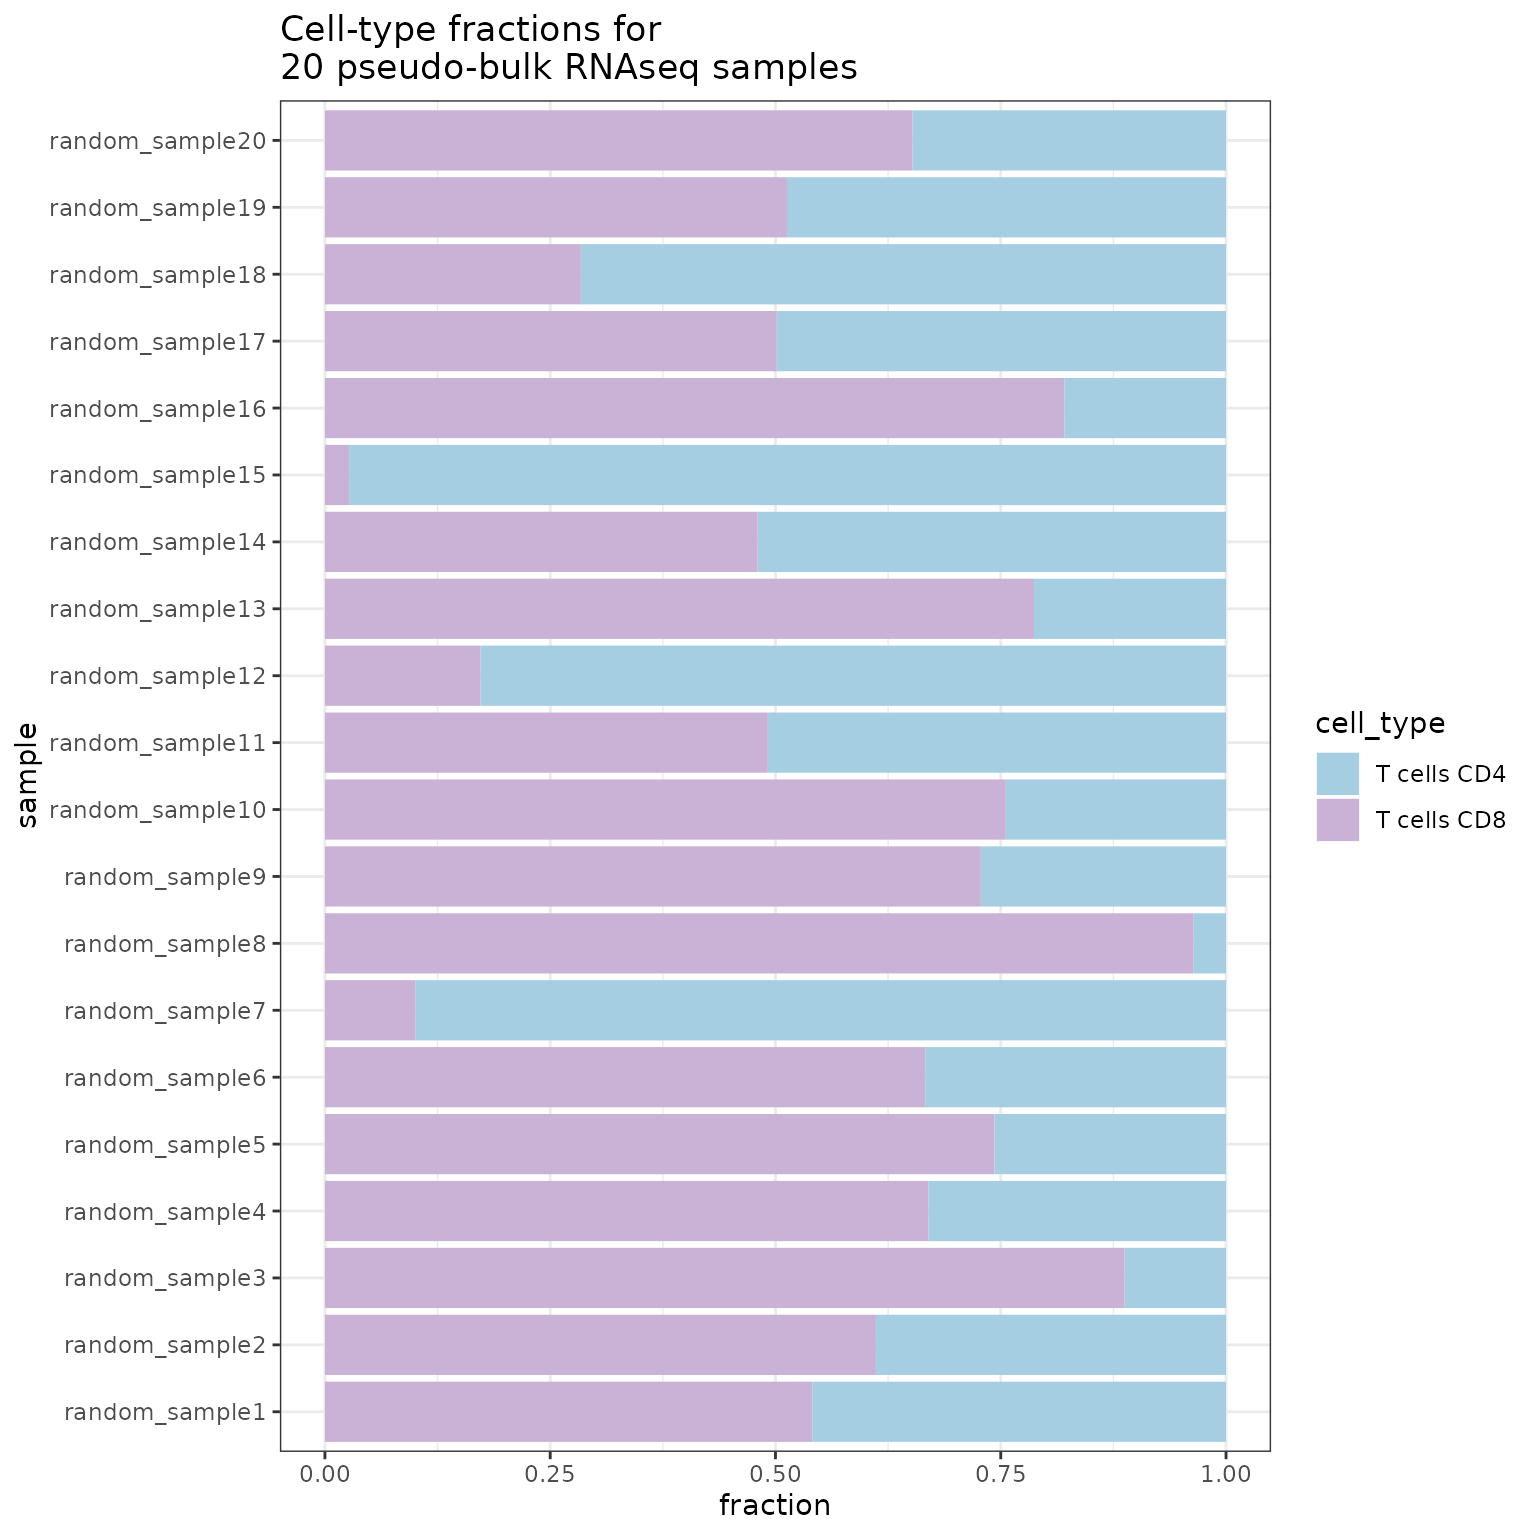 Cell-type fractions for
20 pseudo-bulk RNAseq samples
random_sample20
random_sample19
random_sample18
random_sample17
random_sample16
random_sample15
random_sample14
random_sample13
random_sample12
random_sample11
random_sample10
random_sample9
random_sample8
random_sample7
random_sample6
random_sample5
random_sample4
random_sample3
random_sample2
random_sample1
sample
0.00 0.25 0.50 0.75 1.00
fraction
cell_type
T cells CD4
T cells CD8